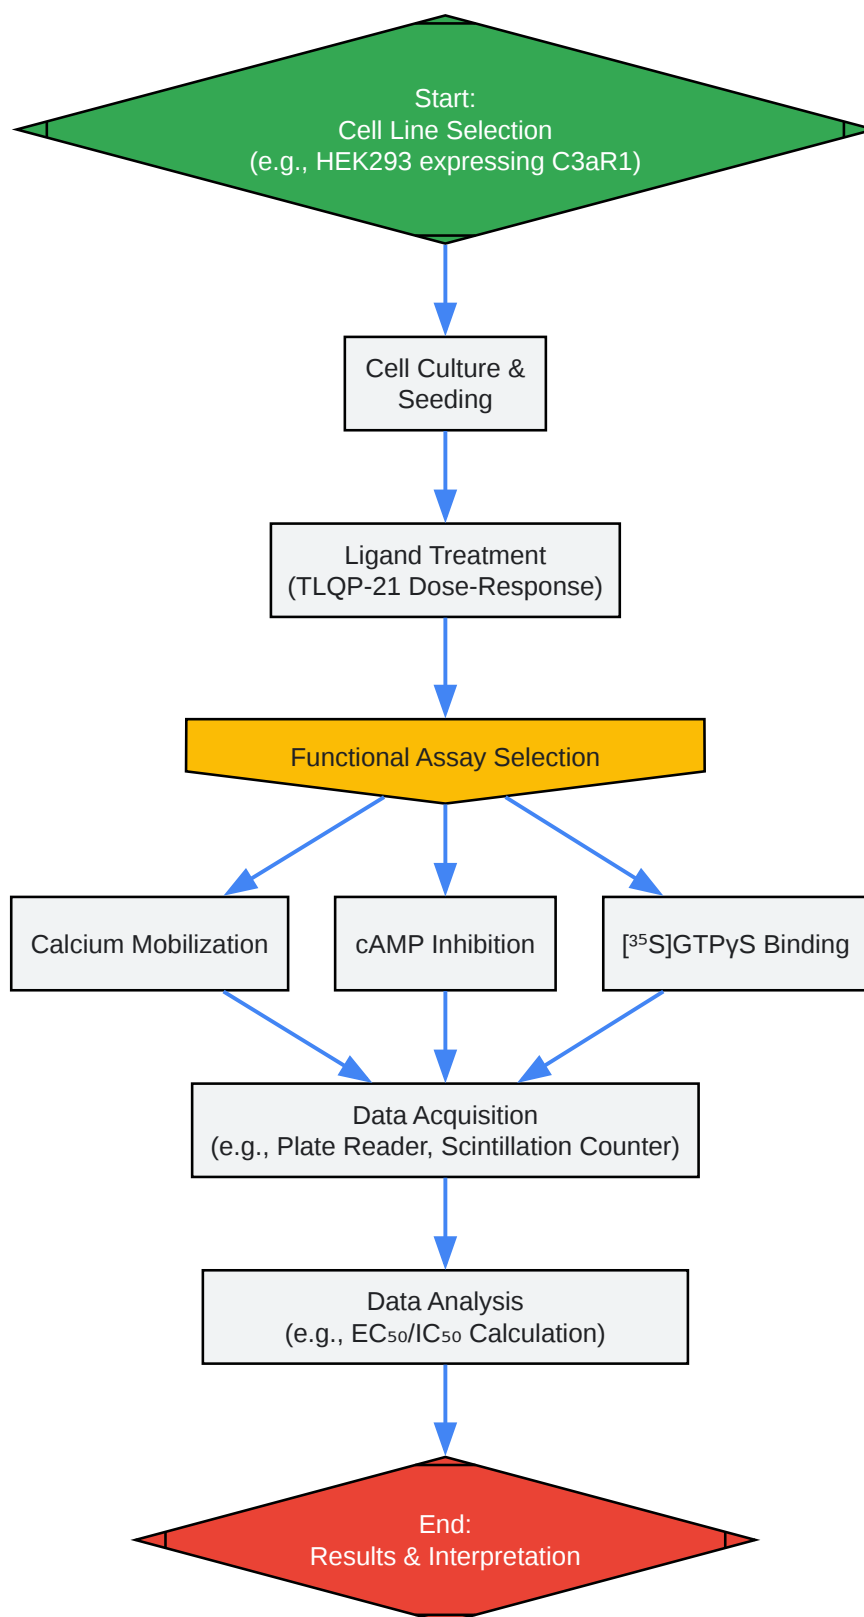 Start:
Cell Line Selection
(e.g., HEK293 expressing C3aR1)
Cell Culture &
Seeding
Ligand Treatment
(TLQP-21 Dose-Response)
Functional Assay Selection
Calcium Mobilization
cAMP Inhibition
[³⁵S]GTPγS Binding
Data Acquisition
(e.g., Plate Reader, Scintillation Counter)
Data Analysis
(e.g., EC₅₀/IC₅₀ Calculation)
End:
Results & Interpretation